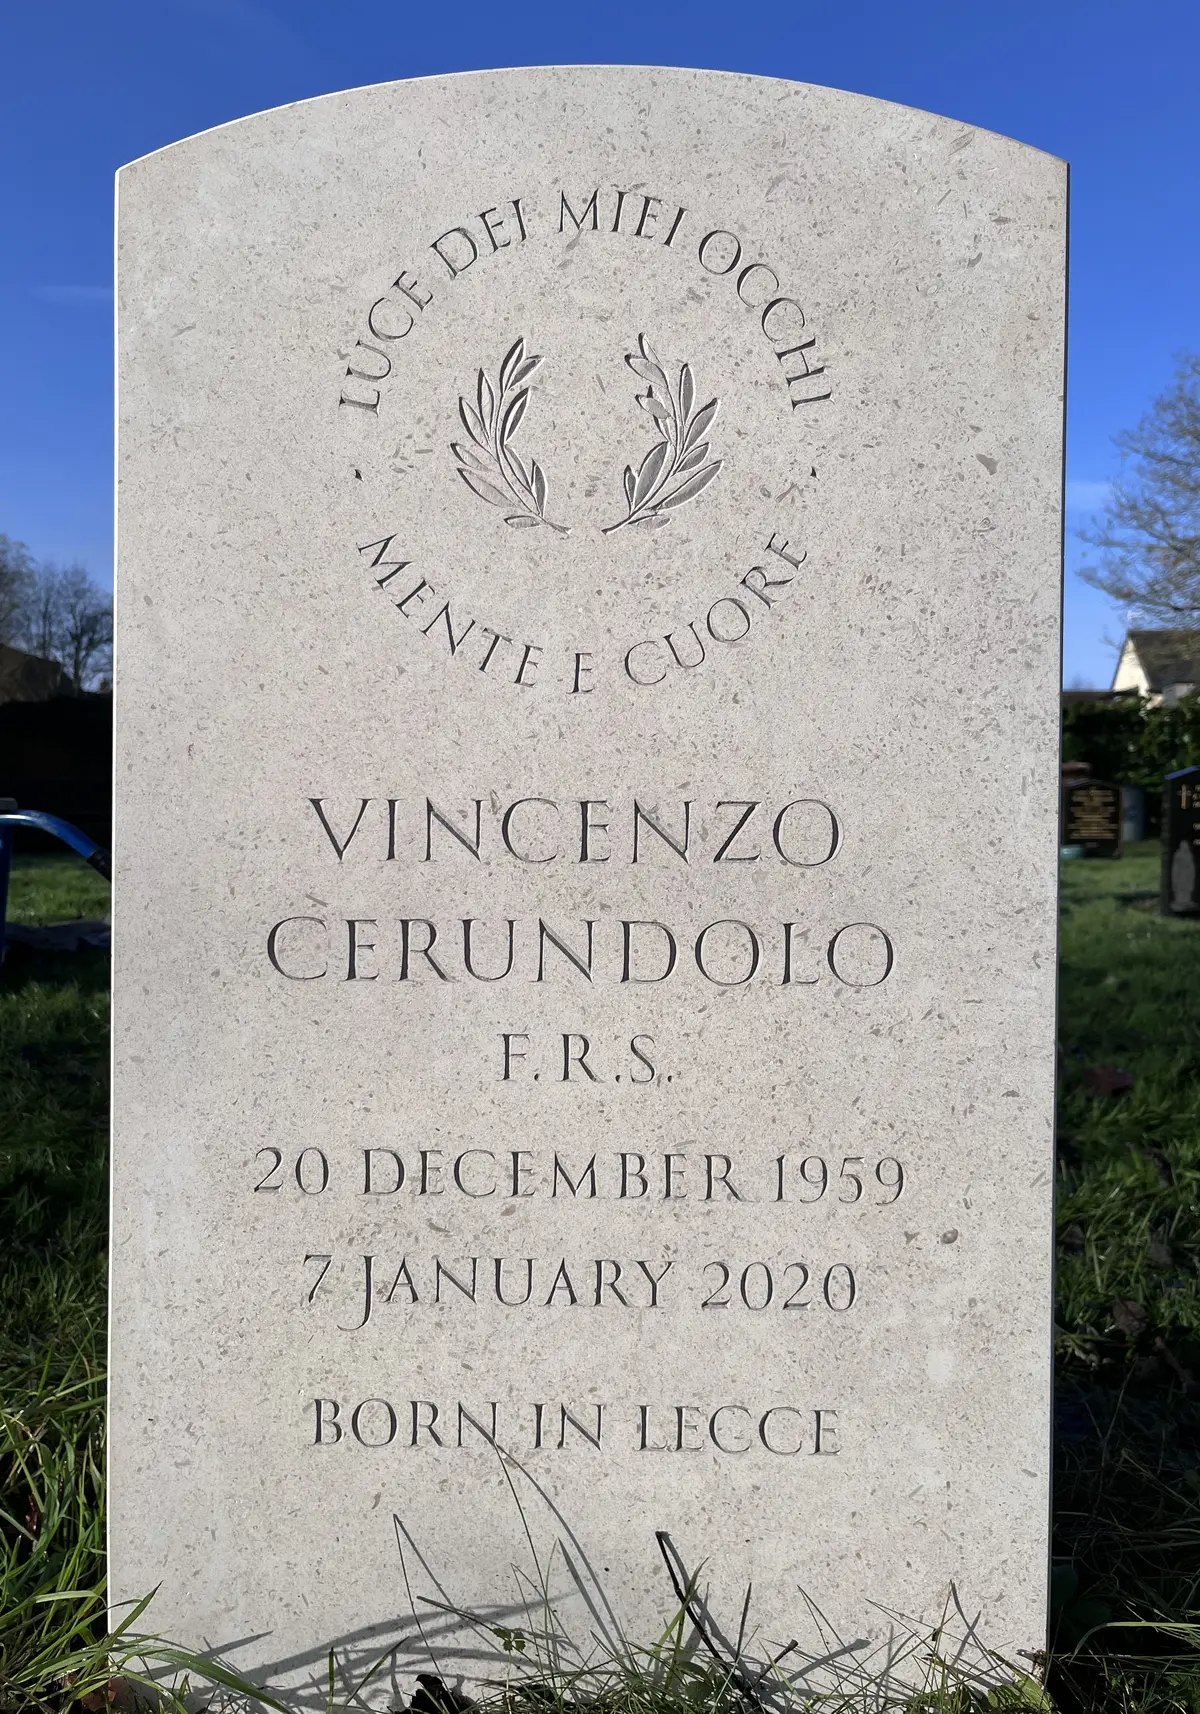 LUCE DEI MIEI OCCHI
· MENTE E CUORE ·
VINCENZO
CERUNDOLO
F.R.S.
20 DECEMBER 1959
7 JANUARY 2020
BORN IN LECCE